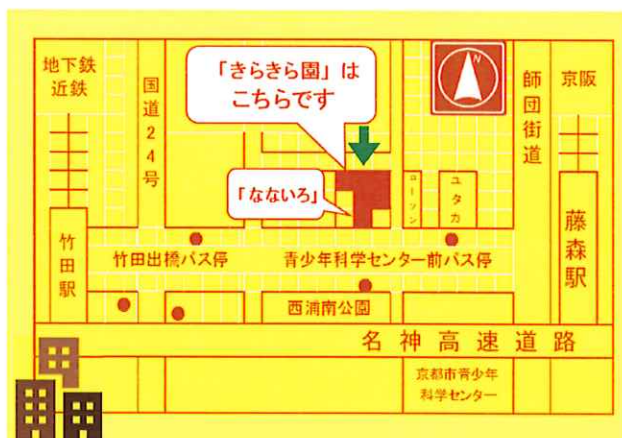 地下鉄
近鉄
国道24号
「きらきら園」は
こちらです
N
師団街道
京阪
「なないろ」
ローソン
ユタカ
竹田駅
竹田出橋バス停
青少年科学センター前バス停
藤森駅
西浦南公園
名神高速道路
京都市青少年
科学センター